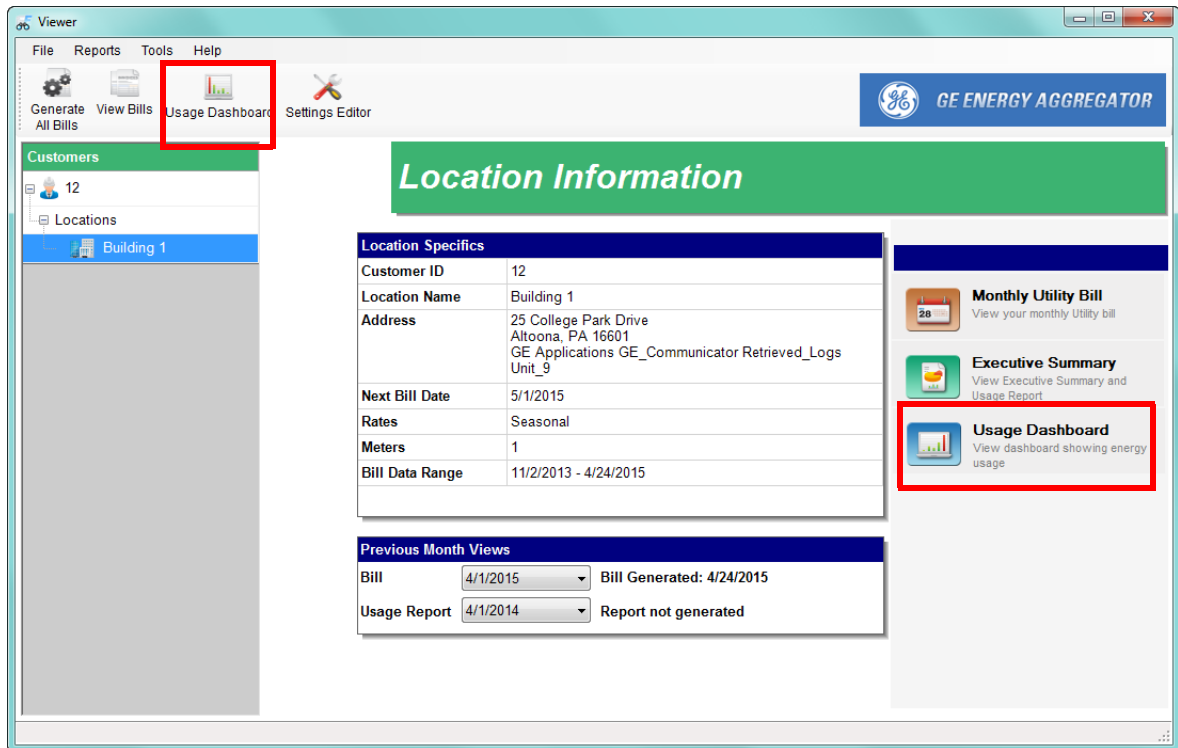 Viewer
File Reports Tools Help
Generate All Bills
View Bills
Usage Dashboard
Settings Editor
GE ENERGY AGGREGATOR
Customers
12
Locations
Building 1
Location Information
Location Specifics
Customer ID 12
Location Name Building 1
Address 25 College Park Drive
Altoona, PA 16601
GE Applications GE_Communicator Retrieved_Logs
Unit_9
Next Bill Date 5/1/2015
Rates Seasonal
Meters 1
Bill Data Range 11/2/2013 - 4/24/2015
Previous Month Views
Bill 4/1/2015 Bill Generated: 4/24/2015
Usage Report 4/1/2014 Report not generated
28
Monthly Utility Bill
View your monthly Utility bill
Executive Summary
View Executive Summary and
Usage Report
Usage Dashboard
View dashboard showing energy
usage